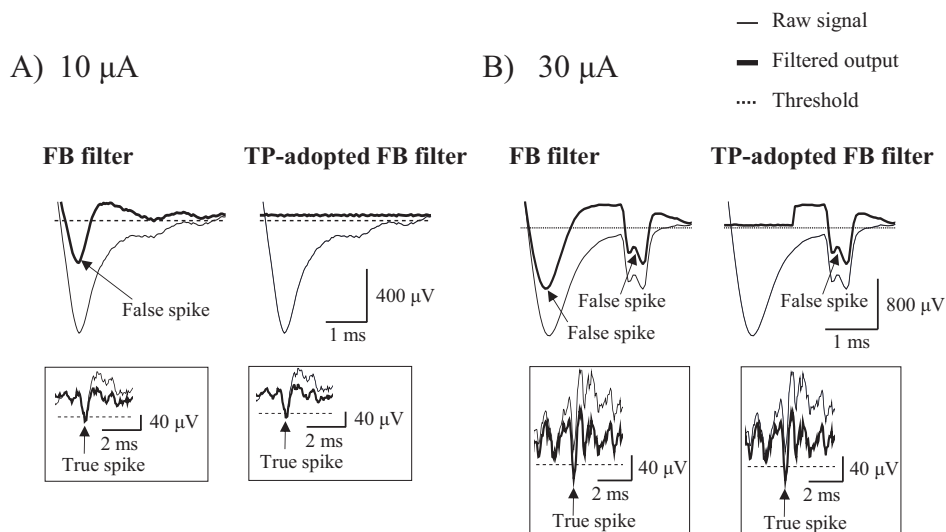 Raw signal
Filtered output
Threshold
A) 10 μA
B) 30 μA
FB filter
TP-adopted FB filter
FB filter
TP-adopted FB filter
False spike
400 μV
1 ms
False spike
False spike
False spike
800 μV
1 ms
40 μV
2 ms
True spike
40 μV
2 ms
True spike
40 μV
2 ms
True spike
40 μV
2 ms
True spike